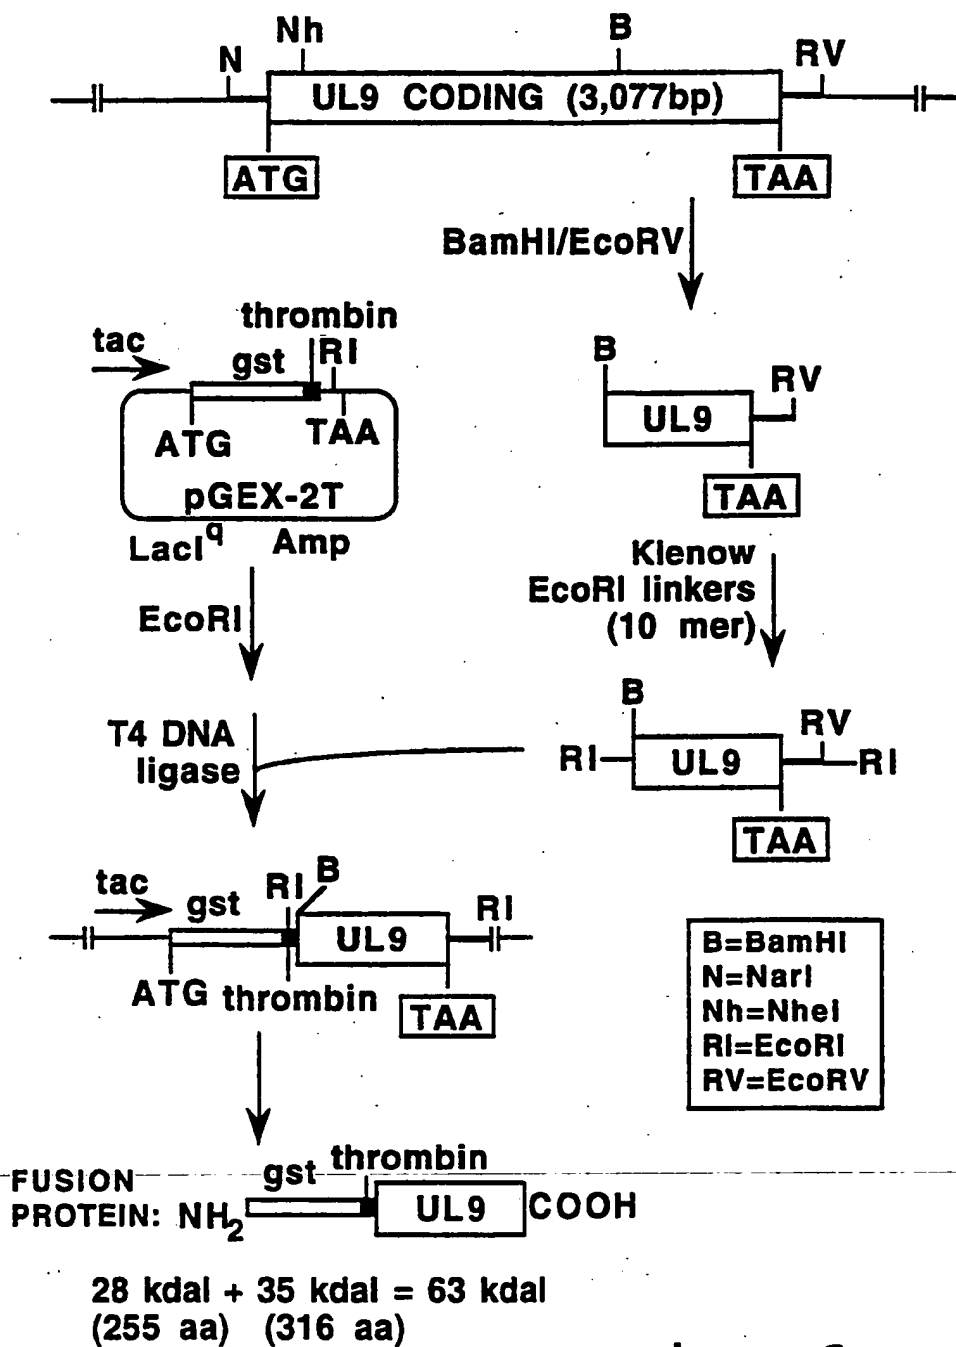 N
Nh
B
RV
UL9 CODING (3,077bp)
ATG
TAA
BamHI/EcoRV
tac
thrombin
gst
RI
ATG
TAA
pGEX-2T
LacI^q
Amp
B
RV
UL9
TAA
EcoRI
Klenow
EcoRI linkers
(10 mer)
T4 DNA
ligase
B
RV
RI
UL9
RI
TAA
tac
gst
RI
B
RI
UL9
ATG
thrombin
TAA
B=BamHI
N=NarI
Nh=NheI
RI=EcoRI
RV=EcoRV
gst
thrombin
FUSION
PROTEIN:
NH₂
UL9
COOH
28 kdal + 35 kdal = 63 kdal
(255 aa) (316 aa)